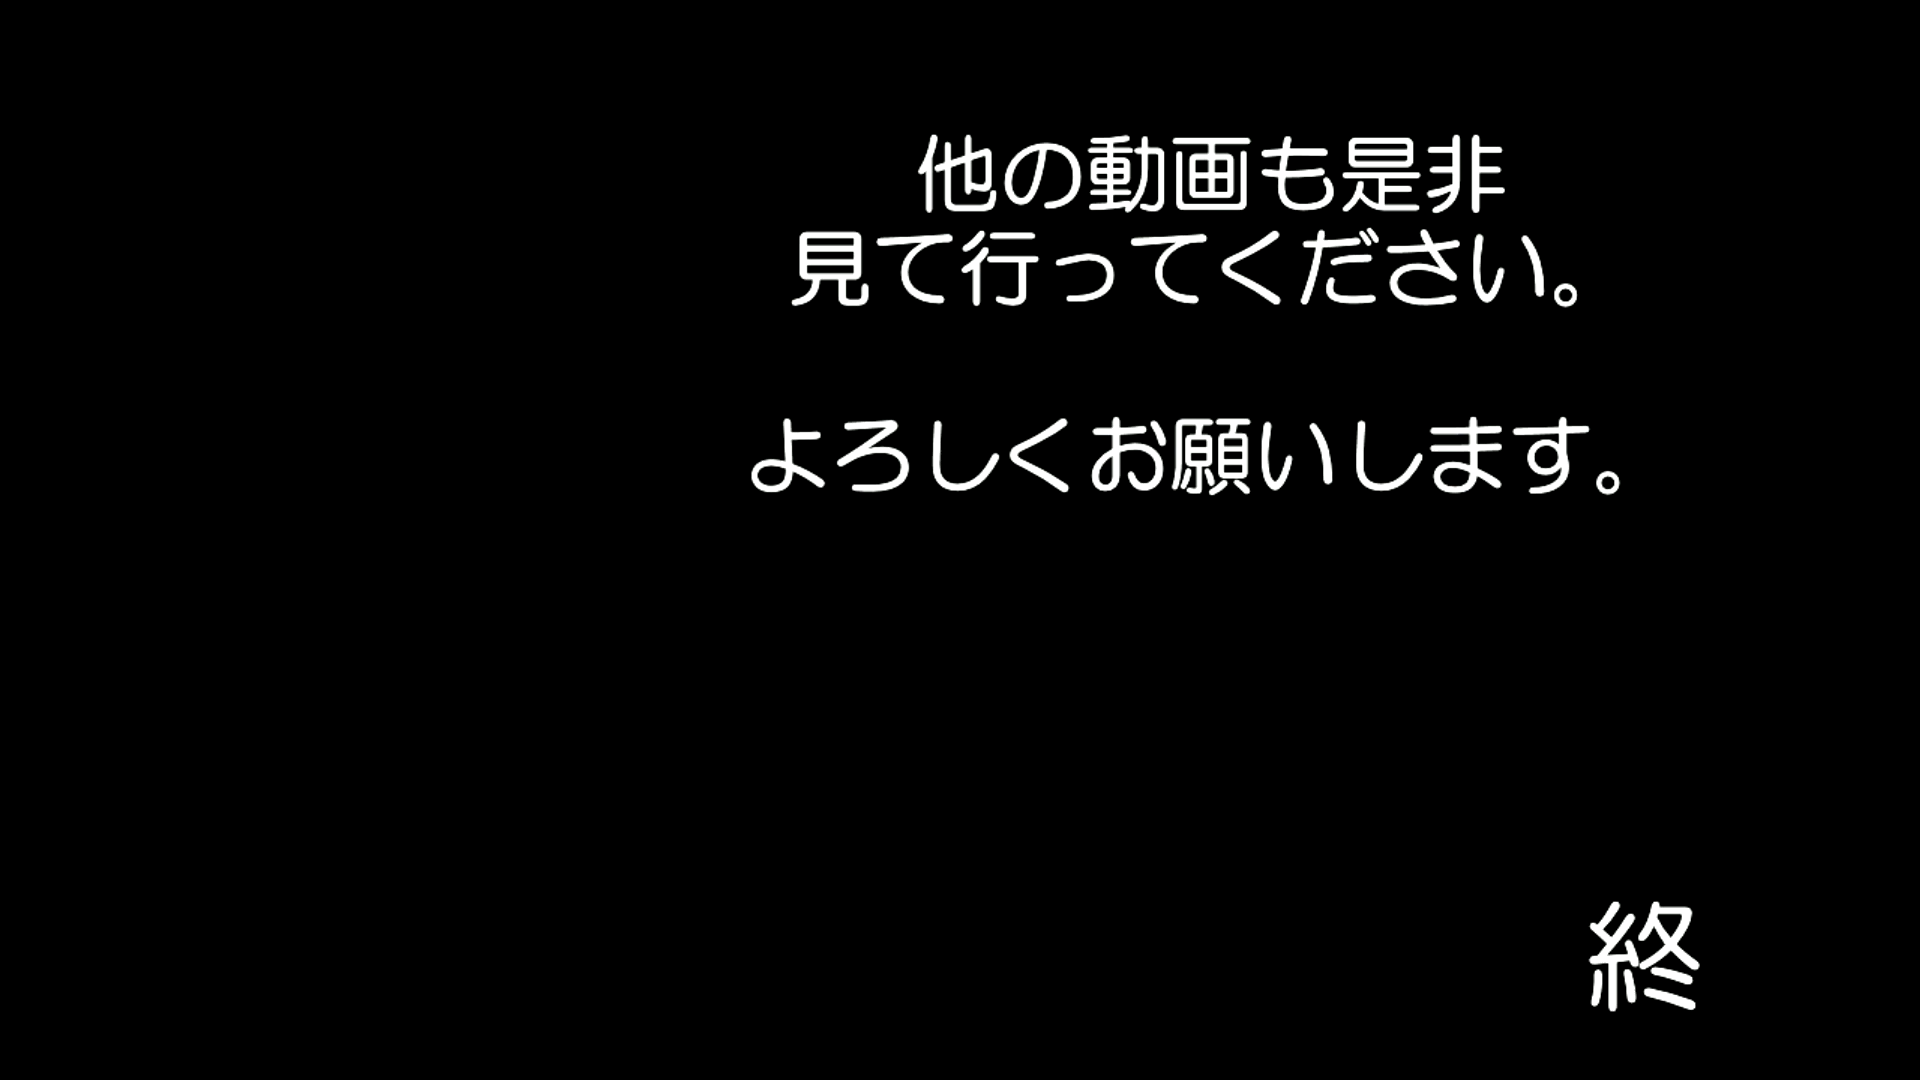 他の動画も是非
見て行ってください。
よろしくお願いします。
終